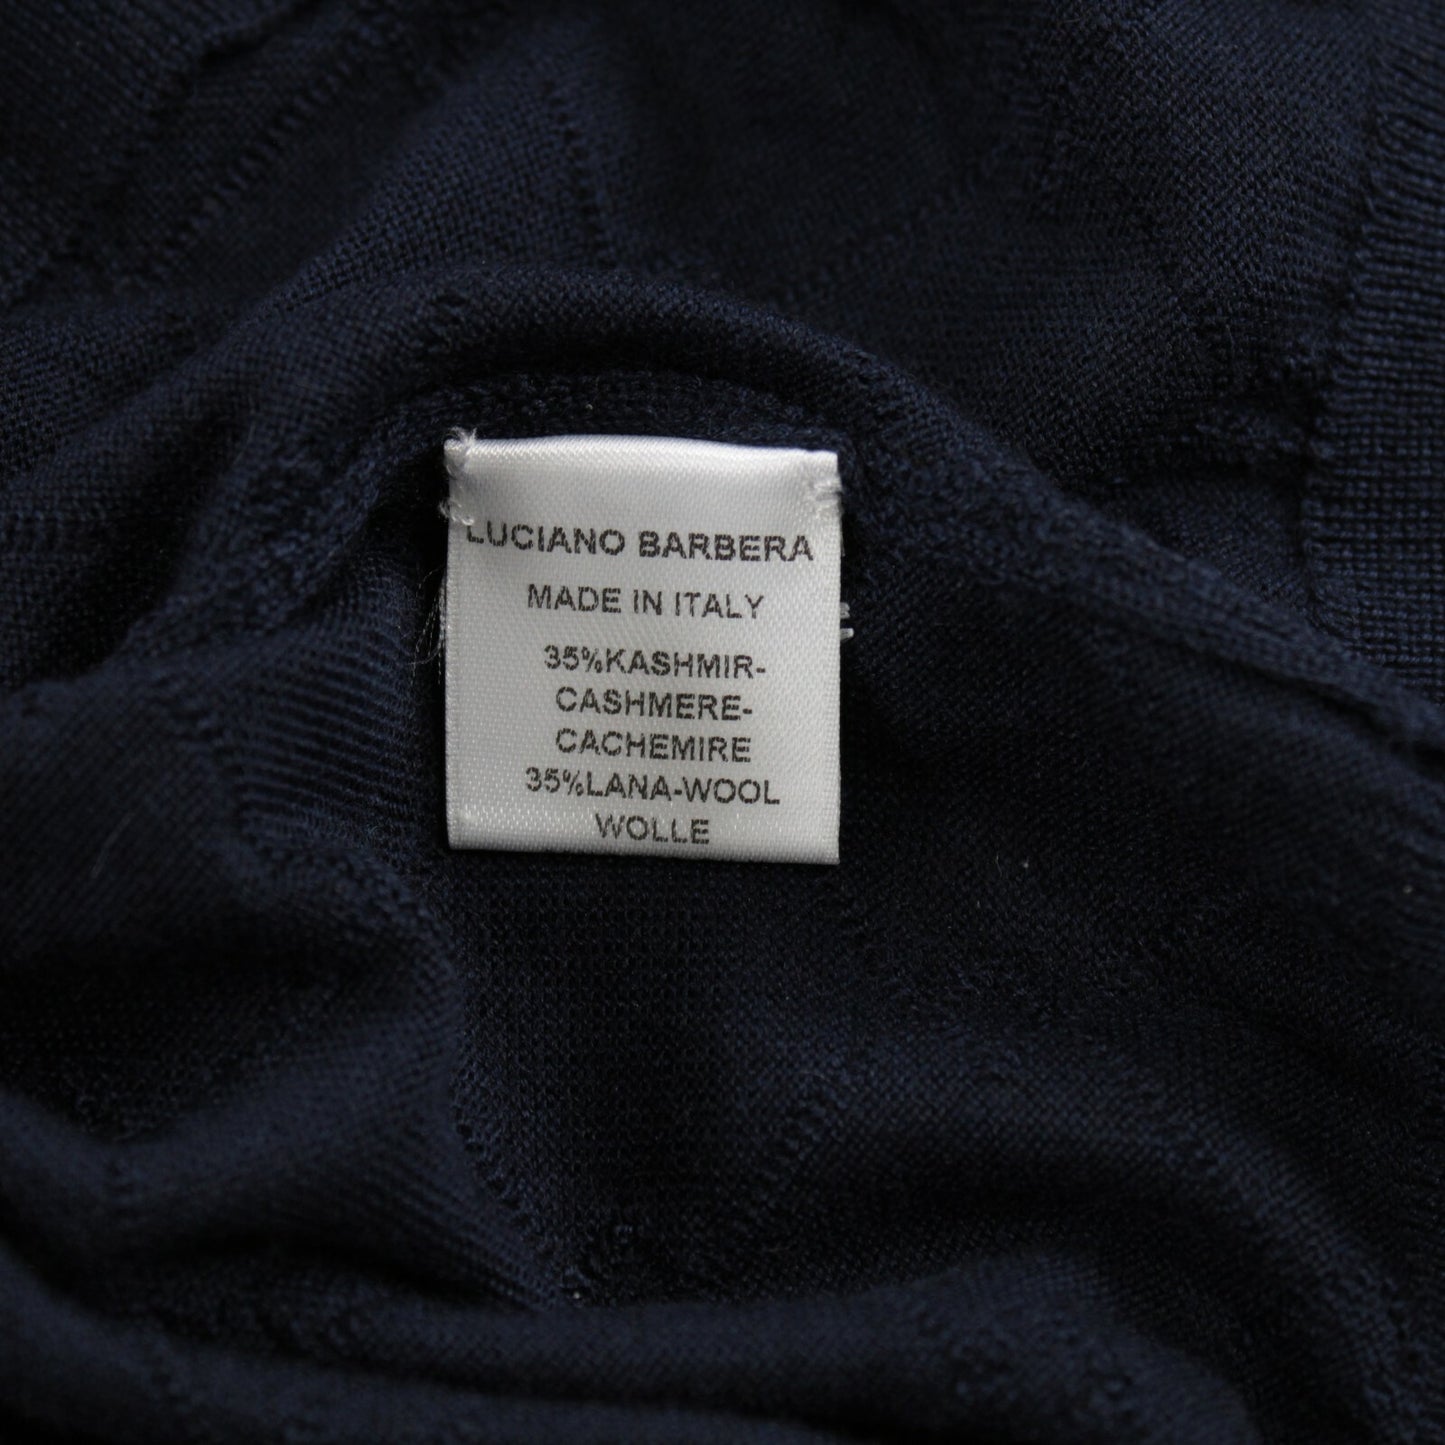 LUCIANO BARBERA
MADE IN ITALY
35%KASHMIR-
CASHMERE-
CACHEMIRE
35%LANA-WOOL
WOLLE